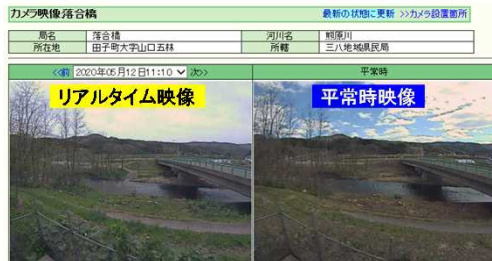 カメラ映像落合橋
最新の状態に更新 >>カメラ設置箇所
局名 落合橋 河川名 熊原川
所在地 田子町大字山口五林 所轄 三八地域県民局
<<前 2020年05月12日11:10 次>> 平常時
リアルタイム映像 平常時映像